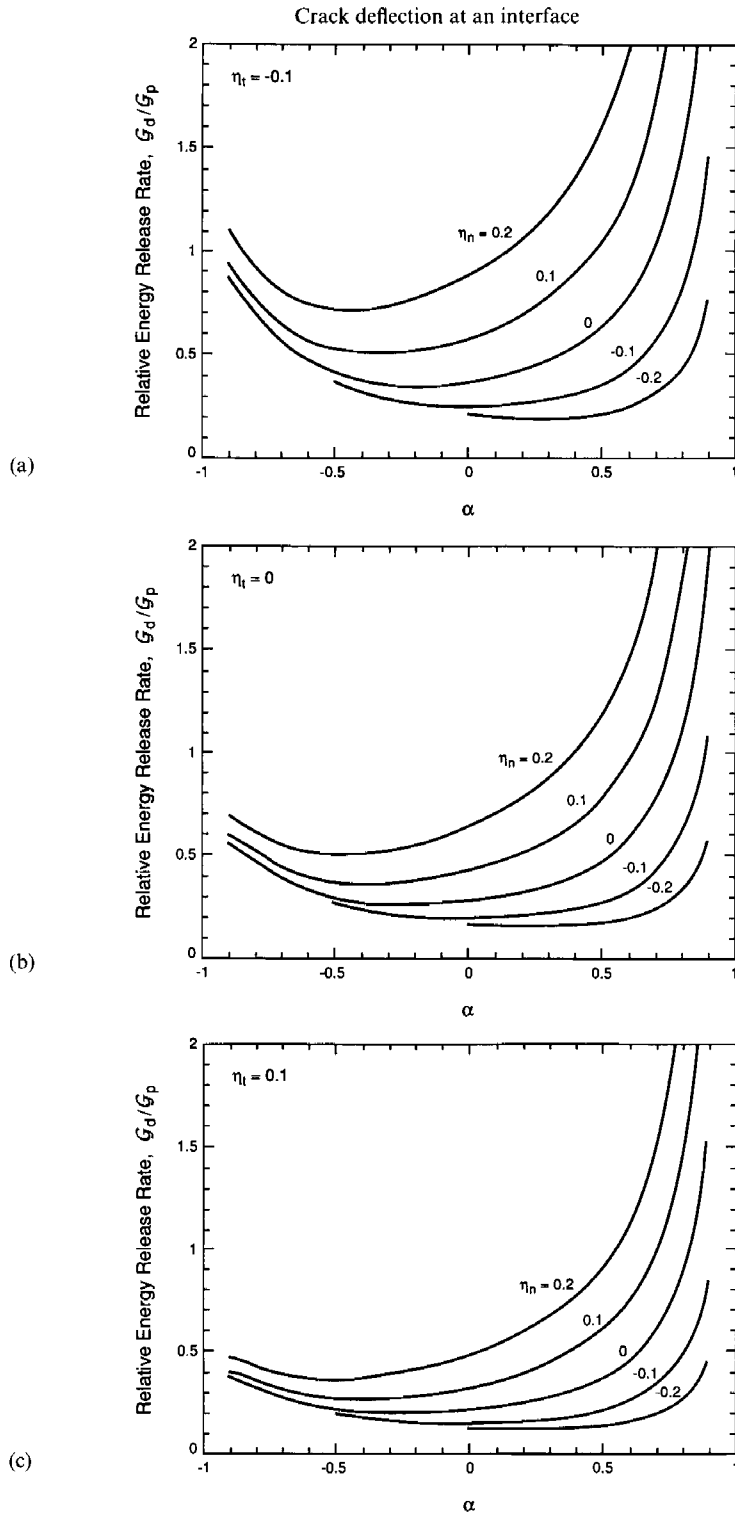 Crack deflection at an interface
2
ηt = -0.1
1.5
ηn = 0.2
1
0.1
0
0.5
-0.1
-0.2
0
-1
-0.5
0
0.5
1
Relative Energy Release Rate, 𝒢d/𝒢p
(a)
α
2
ηt = 0
1.5
ηn = 0.2
1
0.1
0
0.5
-0.1
-0.2
0
-1
-0.5
0
0.5
1
Relative Energy Release Rate, 𝒢d/𝒢p
(b)
α
2
ηt = 0.1
1.5
1
ηn = 0.2
0.1
0.5
0
-0.1
-0.2
0
-1
-0.5
0
0.5
1
Relative Energy Release Rate, 𝒢d/𝒢p
(c)
α